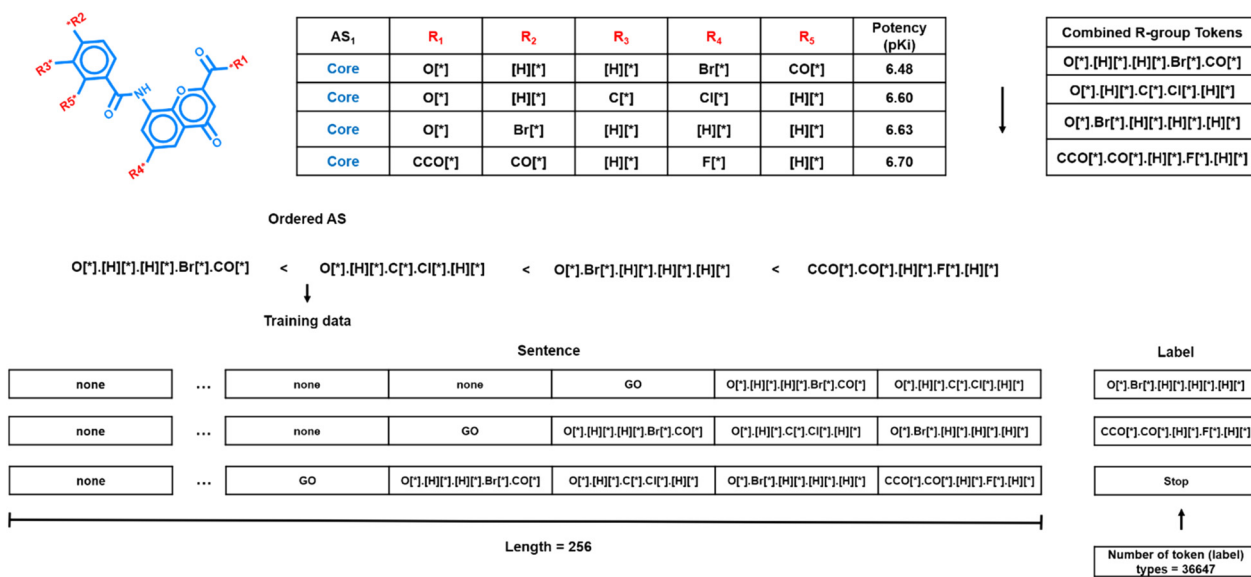 *R2
R3*
R5*
O
NH
O
O
*R1
O
R4*
AS1 R1 R2 R3 R4 R5 Potency (pKi)
Core O[*] [H][*] [H][*] Br[*] CO[*] 6.48
Core O[*] [H][*] C[*] Cl[*] [H][*] 6.60
Core O[*] Br[*] [H][*] [H][*] [H][*] 6.63
Core CCO[*] CO[*] [H][*] F[*] [H][*] 6.70
Combined R-group Tokens
O[*].[H][*].[H][*].Br[*].CO[*]
O[*].[H][*].C[*].Cl[*].[H][*]
O[*].Br[*].[H][*].[H][*].[H][*]
CCO[*].CO[*].[H][*].F[*].[H][*]
Ordered AS
O[*].[H][*].[H][*].Br[*].CO[*] < O[*].[H][*].C[*].Cl[*].[H][*] < O[*].Br[*].[H][*].[H][*].[H][*] < CCO[*].CO[*].[H][*].F[*].[H][*]
Training data
Sentence Label
none ... none none GO O[*].[H][*].[H][*].Br[*].CO[*] O[*].[H][*].C[*].Cl[*].[H][*] O[*].Br[*].[H][*].[H][*].[H][*]
none ... none GO O[*].[H][*].[H][*].Br[*].CO[*] O[*].[H][*].C[*].Cl[*].[H][*] O[*].Br[*].[H][*].[H][*].[H][*] CCO[*].CO[*].[H][*].F[*].[H][*]
none ... GO O[*].[H][*].[H][*].Br[*].CO[*] O[*].[H][*].C[*].Cl[*].[H][*] O[*].Br[*].[H][*].[H][*].[H][*] CCO[*].CO[*].[H][*].F[*].[H][*] Stop
Length = 256
Number of token (label)
types = 36647